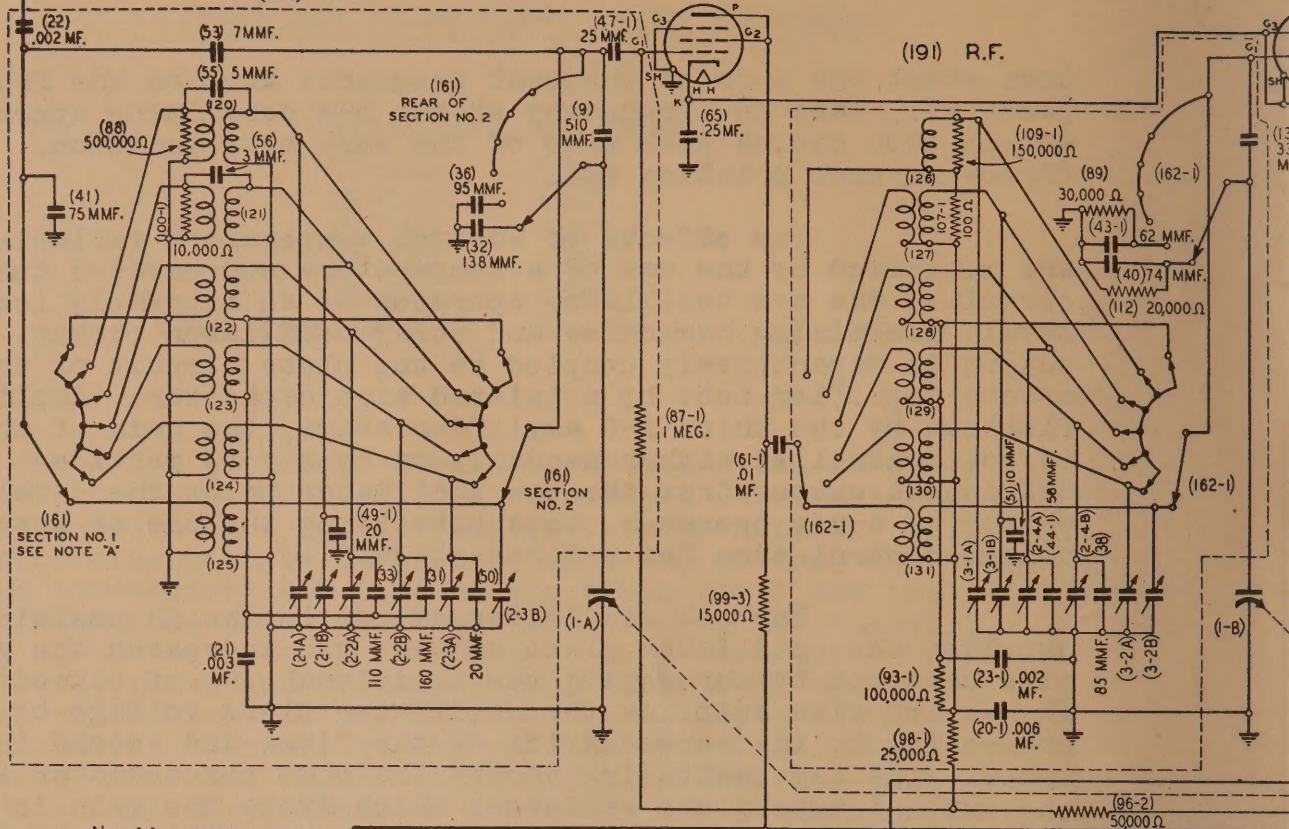 (22)
.002 MF.
(53) 7 MMF.
(55) 5 MMF.
(120)
(88)
500,000 Ω
(56)
3 MMF.
(41)
75 MMF.
(100-1)
(121)
10,000 Ω
(122)
(123)
(124)
(125)
(161)
SECTION NO. 1
SEE NOTE "A"
(161)
REAR OF
SECTION NO. 2
(36)
95 MMF.
(32)
138 MMF.
(9)
510
MMF.
(47-1)
25 MMF.
G1
G3
SH
P
G2
H H
K
(65)
.25 MF.
(161)
SECTION
NO. 2
(87-1)
1 MEG.
(49-1)
20
MMF.
(21)
.003
MF.
(2-1A)
(2-1B)
(2-2A)
110 MMF.
(33)
(2-2B)
160 MMF.
(31)
(2-3A)
20 MMF.
(50)
(2-3B)
(1-A)
(61-1)
.01
MF.
(99-3)
15,000 Ω
(191) R.F.
(109-1)
150,000 Ω
(126)
107-1
100 Ω
(127)
(128)
(129)
(130)
(131)
(89)
30,000 Ω
(43-1)
62 MMF.
(40) 74 MMF.
(112) 20,000 Ω
(162-1)
(162-1)
(162-1)
(3-1A)
(3-1B)
(51) 10 MMF.
(2-4A)
(44-1) 58 MMF.
(2-4B)
(38)
85 MMF.
(3-2A)
(3-2B)
(93-1)
100,000 Ω
(23-1) .002
MF.
(20-1) .006
MF.
(98-1)
25,000 Ω
(96-2)
50,000 Ω
(1-B)
G3
G
SH